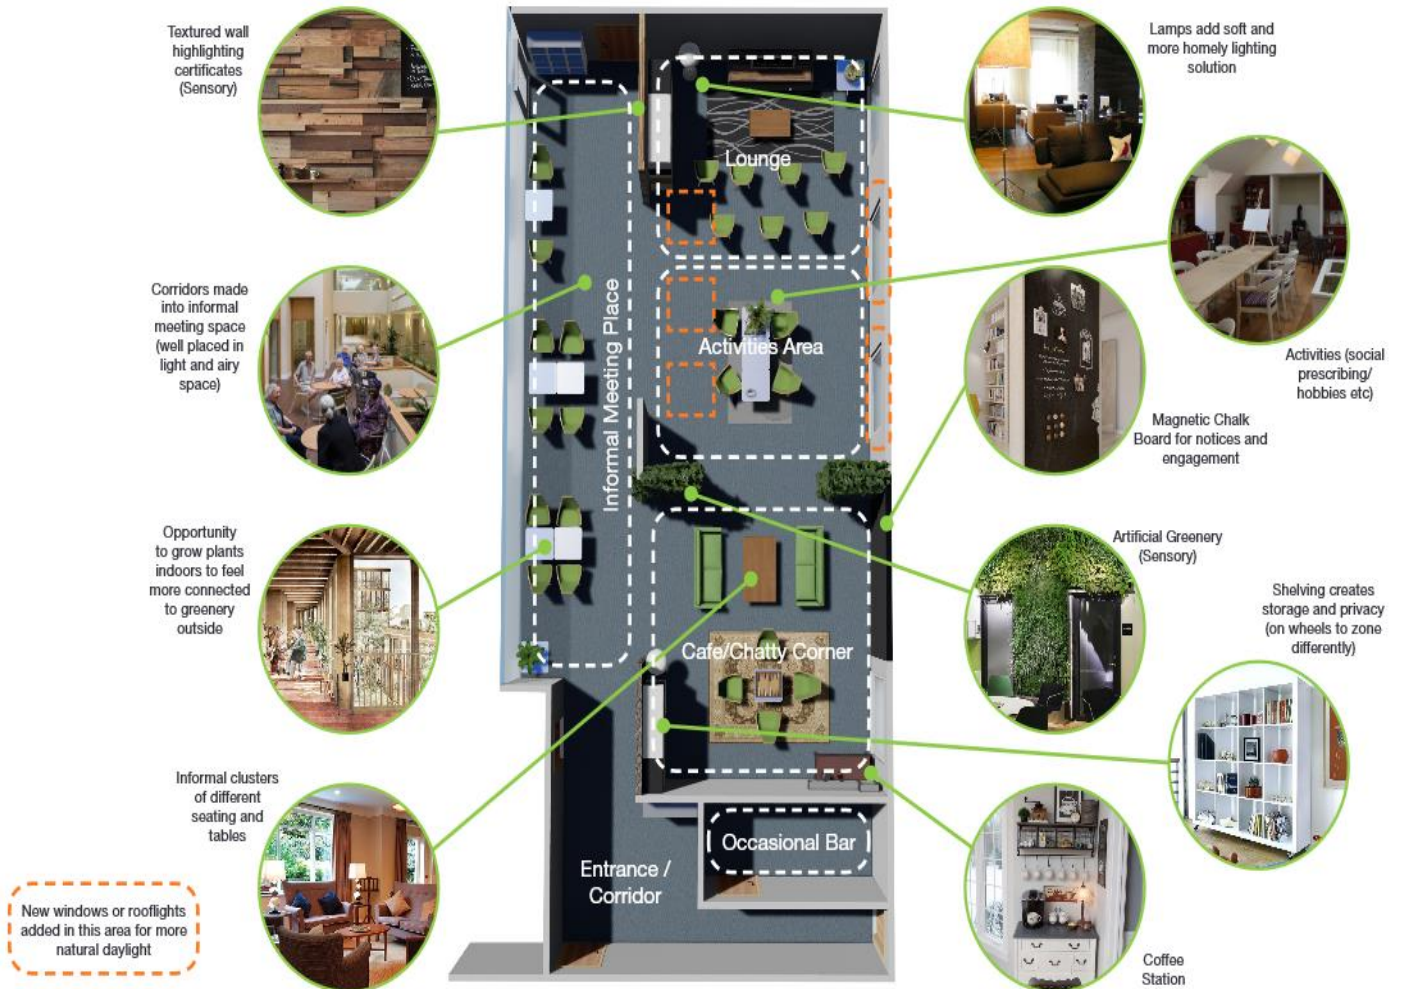 Textured wall
highlighting
certificates
(Sensory)
Corridors made
into informal
meeting space
(well placed in
light and airy
space)
Opportunity
to grow plants
indoors to feel
more connected
to greenery
outside
Informal clusters
of different
seating and
tables
New windows or rooflights
added in this area for more
natural daylight
Lounge
Activities Area
Informal Meeting Place
Cafe/Chatty Corner
Occasional Bar
Entrance /
Corridor
Lamps add soft and
more homely lighting
solution
Activities (social
prescribing/
hobbies etc)
Magnetic Chalk
Board for notices and
engagement
Artificial Greenery
(Sensory)
Shelving creates
storage and privacy
(on wheels to zone
differently)
Coffee
Station